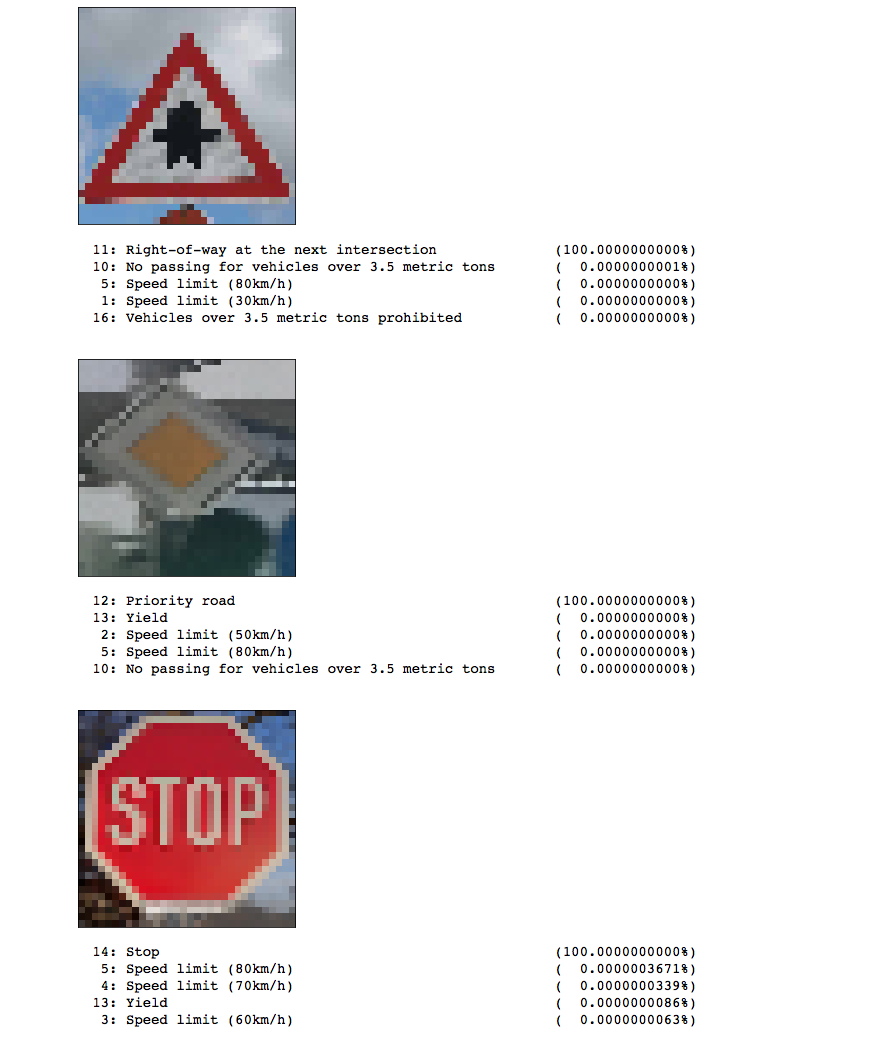 11: Right-of-way at the next intersection (100.0000000000%)
10: No passing for vehicles over 3.5 metric tons ( 0.0000000001%)
5: Speed limit (80km/h) ( 0.0000000000%)
1: Speed limit (30km/h) ( 0.0000000000%)
16: Vehicles over 3.5 metric tons prohibited ( 0.0000000000%)
12: Priority road (100.0000000000%)
13: Yield ( 0.0000000000%)
2: Speed limit (50km/h) ( 0.0000000000%)
5: Speed limit (80km/h) ( 0.0000000000%)
10: No passing for vehicles over 3.5 metric tons ( 0.0000000000%)
STOP
14: Stop (100.0000000000%)
5: Speed limit (80km/h) ( 0.0000003671%)
4: Speed limit (70km/h) ( 0.0000000339%)
13: Yield ( 0.0000000086%)
3: Speed limit (60km/h) ( 0.0000000063%)